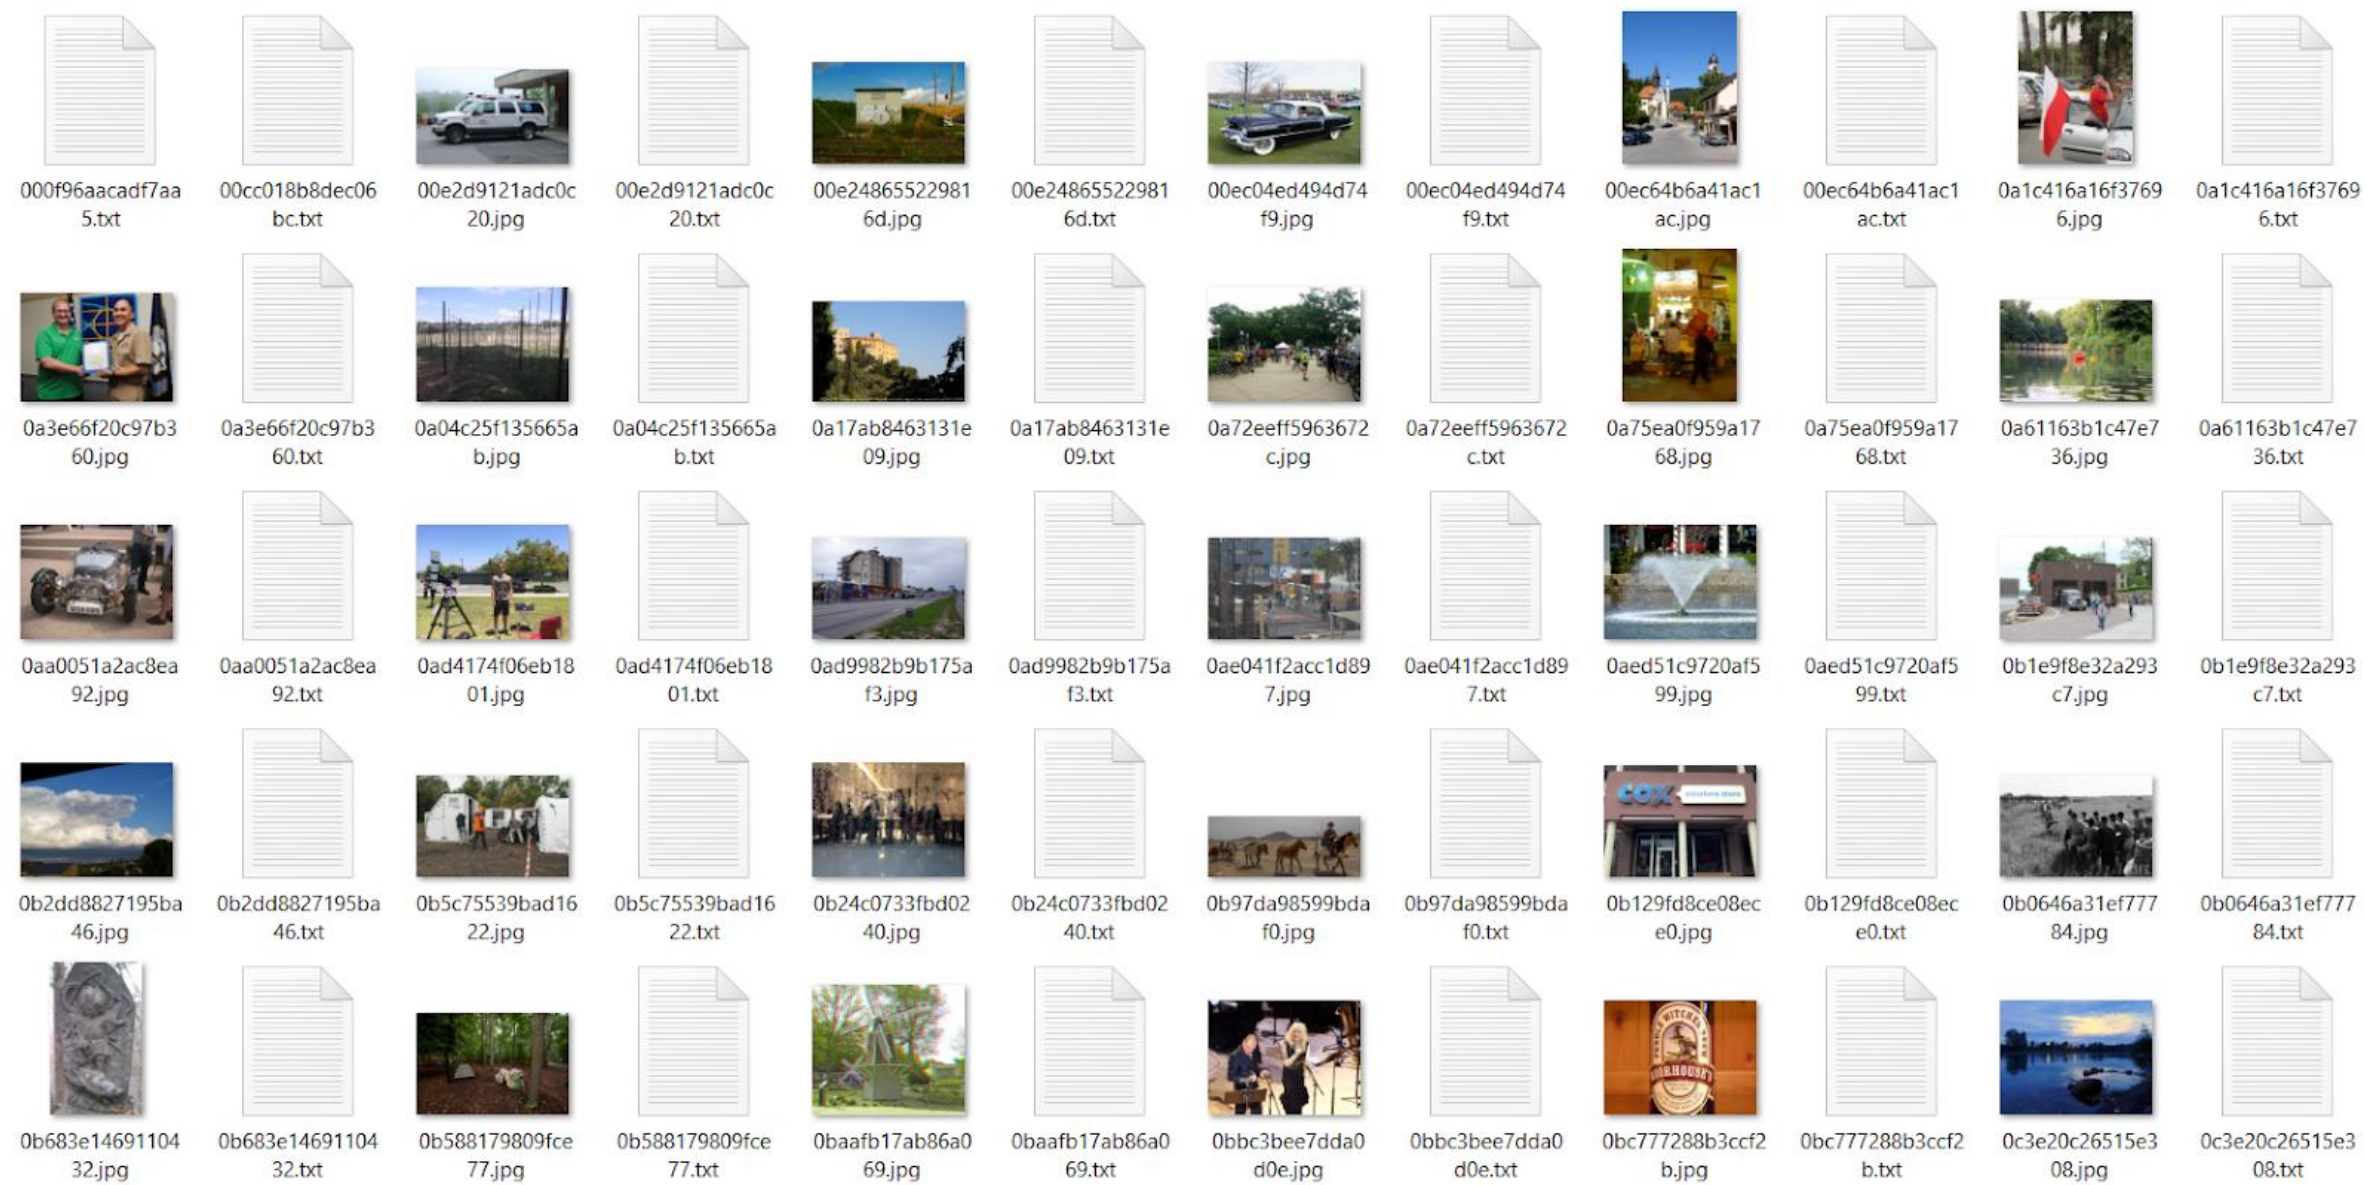 000f96aacadf7aa
5.txt
00cc018b8dec06
bc.txt
00e2d9121adc0c
20.jpg
00e2d9121adc0c
20.txt
00e24865522981
6d.jpg
00e24865522981
6d.txt
00ec04ed494d74
f9.jpg
00ec04ed494d74
f9.txt
00ec64b6a41ac1
ac.jpg
00ec64b6a41ac1
ac.txt
0a1c416a16f3769
6.jpg
0a1c416a16f3769
6.txt
0a3e66f20c97b3
60.jpg
0a3e66f20c97b3
60.txt
0a04c25f135665a
b.jpg
0a04c25f135665a
b.txt
0a17ab8463131e
09.jpg
0a17ab8463131e
09.txt
0a72eeff5963672
c.jpg
0a72eeff5963672
c.txt
0a75ea0f959a17
68.jpg
0a75ea0f959a17
68.txt
0a61163b1c47e7
36.jpg
0a61163b1c47e7
36.txt
0aa0051a2ac8ea
92.jpg
0aa0051a2ac8ea
92.txt
0ad4174f06eb18
01.jpg
0ad4174f06eb18
01.txt
0ad9982b9b175a
f3.jpg
0ad9982b9b175a
f3.txt
0ae041f2acc1d89
7.jpg
0ae041f2acc1d89
7.txt
0aed51c9720af5
99.jpg
0aed51c9720af5
99.txt
0b1e9f8e32a293
c7.jpg
0b1e9f8e32a293
c7.txt
0b2dd8827195ba
46.jpg
0b2dd8827195ba
46.txt
0b5c75539bad16
22.jpg
0b5c75539bad16
22.txt
0b24c0733fbd02
40.jpg
0b24c0733fbd02
40.txt
0b97da98599bda
f0.jpg
0b97da98599bda
f0.txt
cox
solutions store
0b129fd8ce08ec
e0.jpg
0b129fd8ce08ec
e0.txt
0b0646a31ef777
84.jpg
0b0646a31ef777
84.txt
0b683e14691104
32.jpg
0b683e14691104
32.txt
0b588179809fce
77.jpg
0b588179809fce
77.txt
0baafb17ab86a0
69.jpg
0baafb17ab86a0
69.txt
0bbc3bee7dda0
d0e.jpg
0bbc3bee7dda0
d0e.txt
0bc777288b3ccf2
b.jpg
0bc777288b3ccf2
b.txt
0c3e20c26515e3
08.jpg
0c3e20c26515e3
08.txt